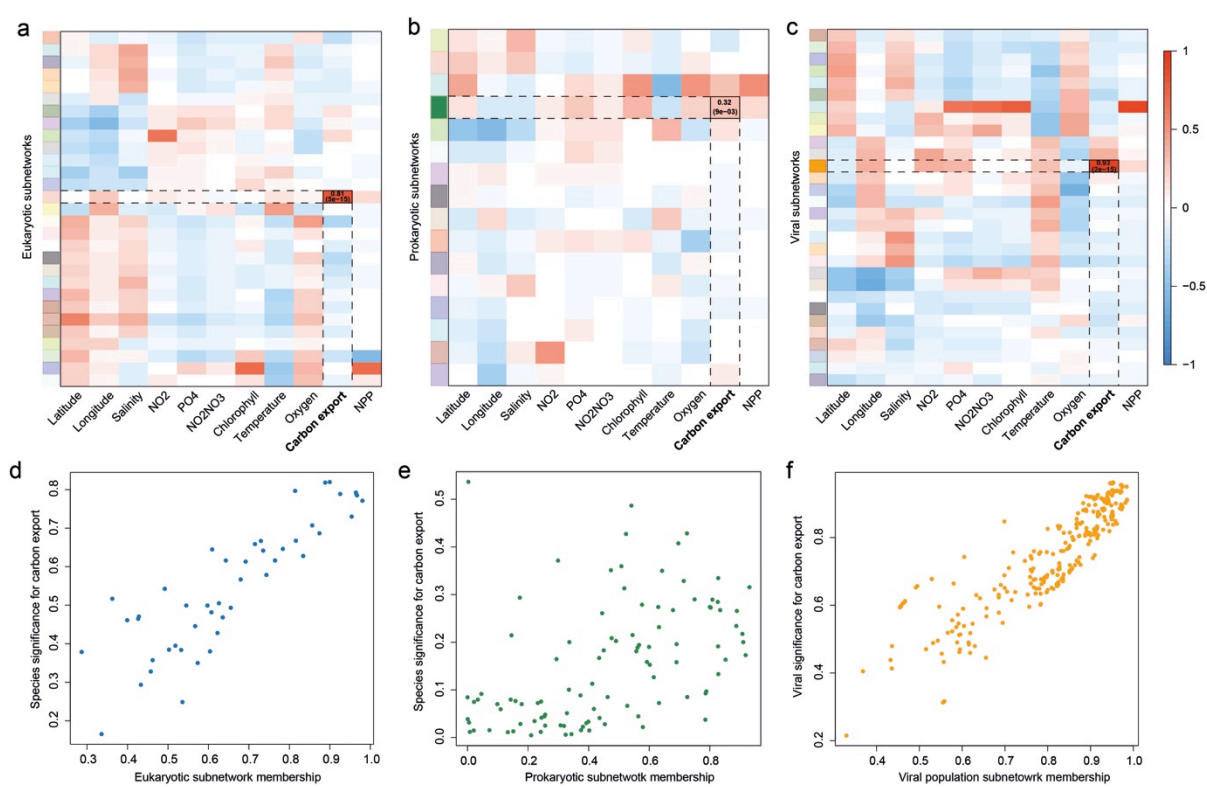 a
b
c
Eukaryotic subnetworks
0.81
(5e−15)
Latitude
Longitude
Salinity
NO2
PO4
NO2NO3
Chlorophyll
Temperature
Oxygen
Carbon export
NPP
Prokaryotic subnetworks
0.32
(9e−03)
Latitude
Longitude
Salinity
NO2
PO4
NO2NO3
Chlorophyll
Temperature
Oxygen
Carbon export
NPP
Viral subnetworks
0.93
(2e−15)
Latitude
Longitude
Salinity
NO2
PO4
NO2NO3
Chlorophyll
Temperature
Oxygen
Carbon export
NPP
1
0.5
0
−0.5
−1
d
Species significance for carbon export
0.8
0.7
0.6
0.5
0.4
0.3
0.2
0.3 0.4 0.5 0.6 0.7 0.8 0.9 1.0
Eukaryotic subnetwork membership
e
Species significance for carbon export
0.5
0.4
0.3
0.2
0.1
0.0
0.0 0.2 0.4 0.6 0.8
Prokaryotic subnetwotk membership
f
Viral significance for carbon export
0.8
0.6
0.4
0.2
0.4 0.5 0.6 0.7 0.8 0.9 1.0
Viral population subnetowrk membership